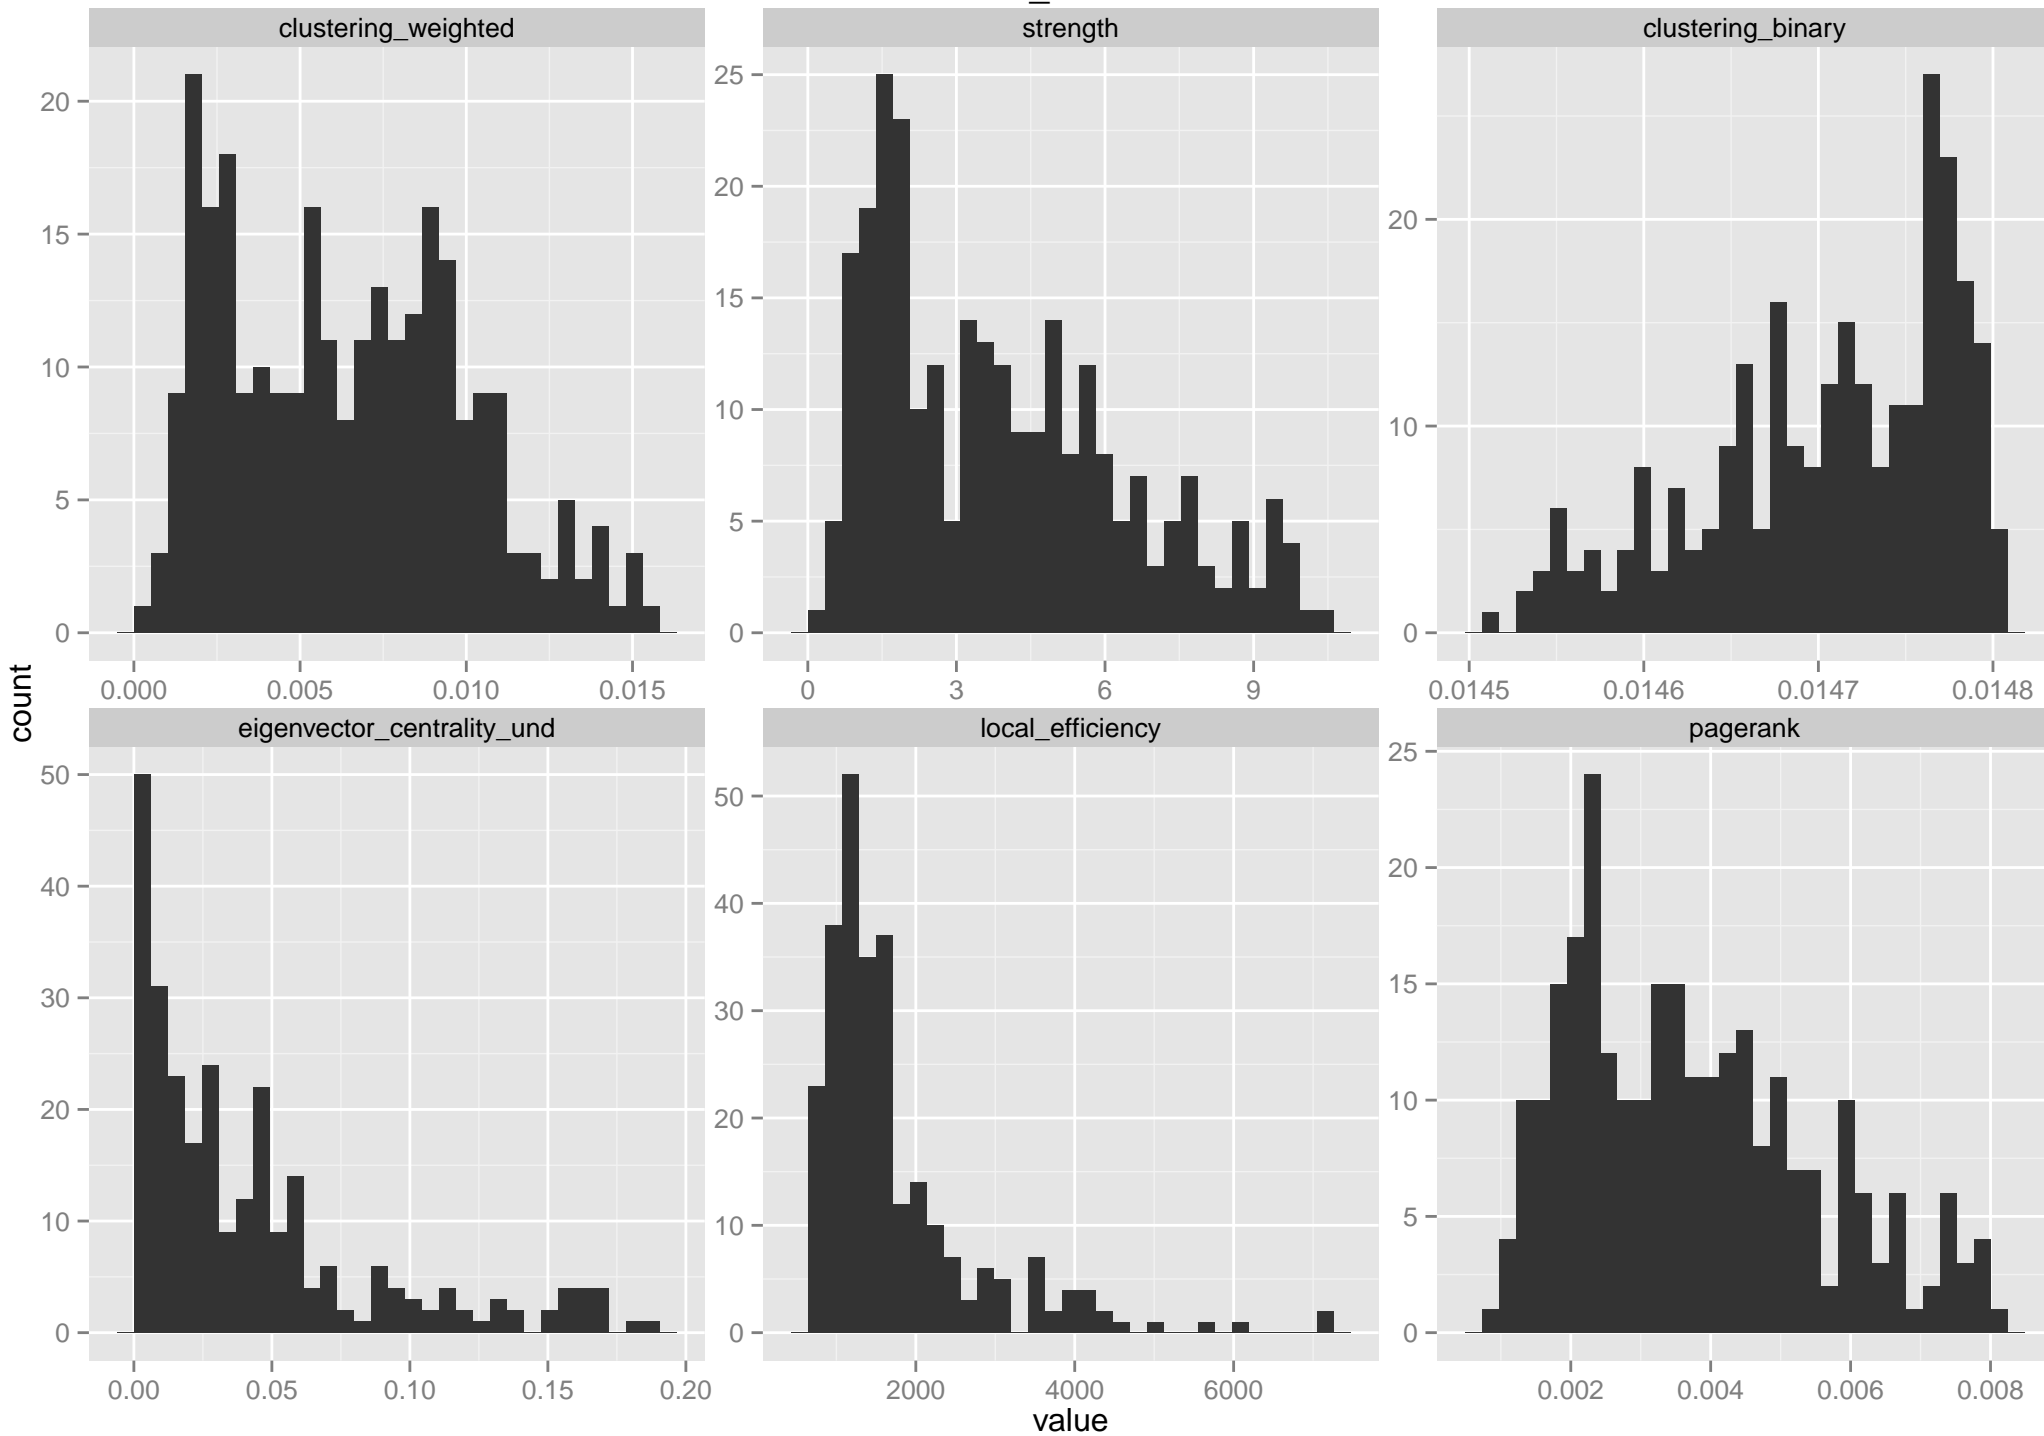 clustering_weighted
strength
clustering_binary
20
15
10
5
0
25
20
15
10
5
0
20
10
0
0.000 0.005 0.010 0.015
0 3 6 9
0.0145 0.0146 0.0147 0.0148
count
eigenvector_centrality_und
local_efficiency
pagerank
50
40
30
20
10
0
50
40
30
20
10
0
25
20
15
10
5
0
0.00 0.05 0.10 0.15 0.20
2000 4000 6000
0.002 0.004 0.006 0.008
value